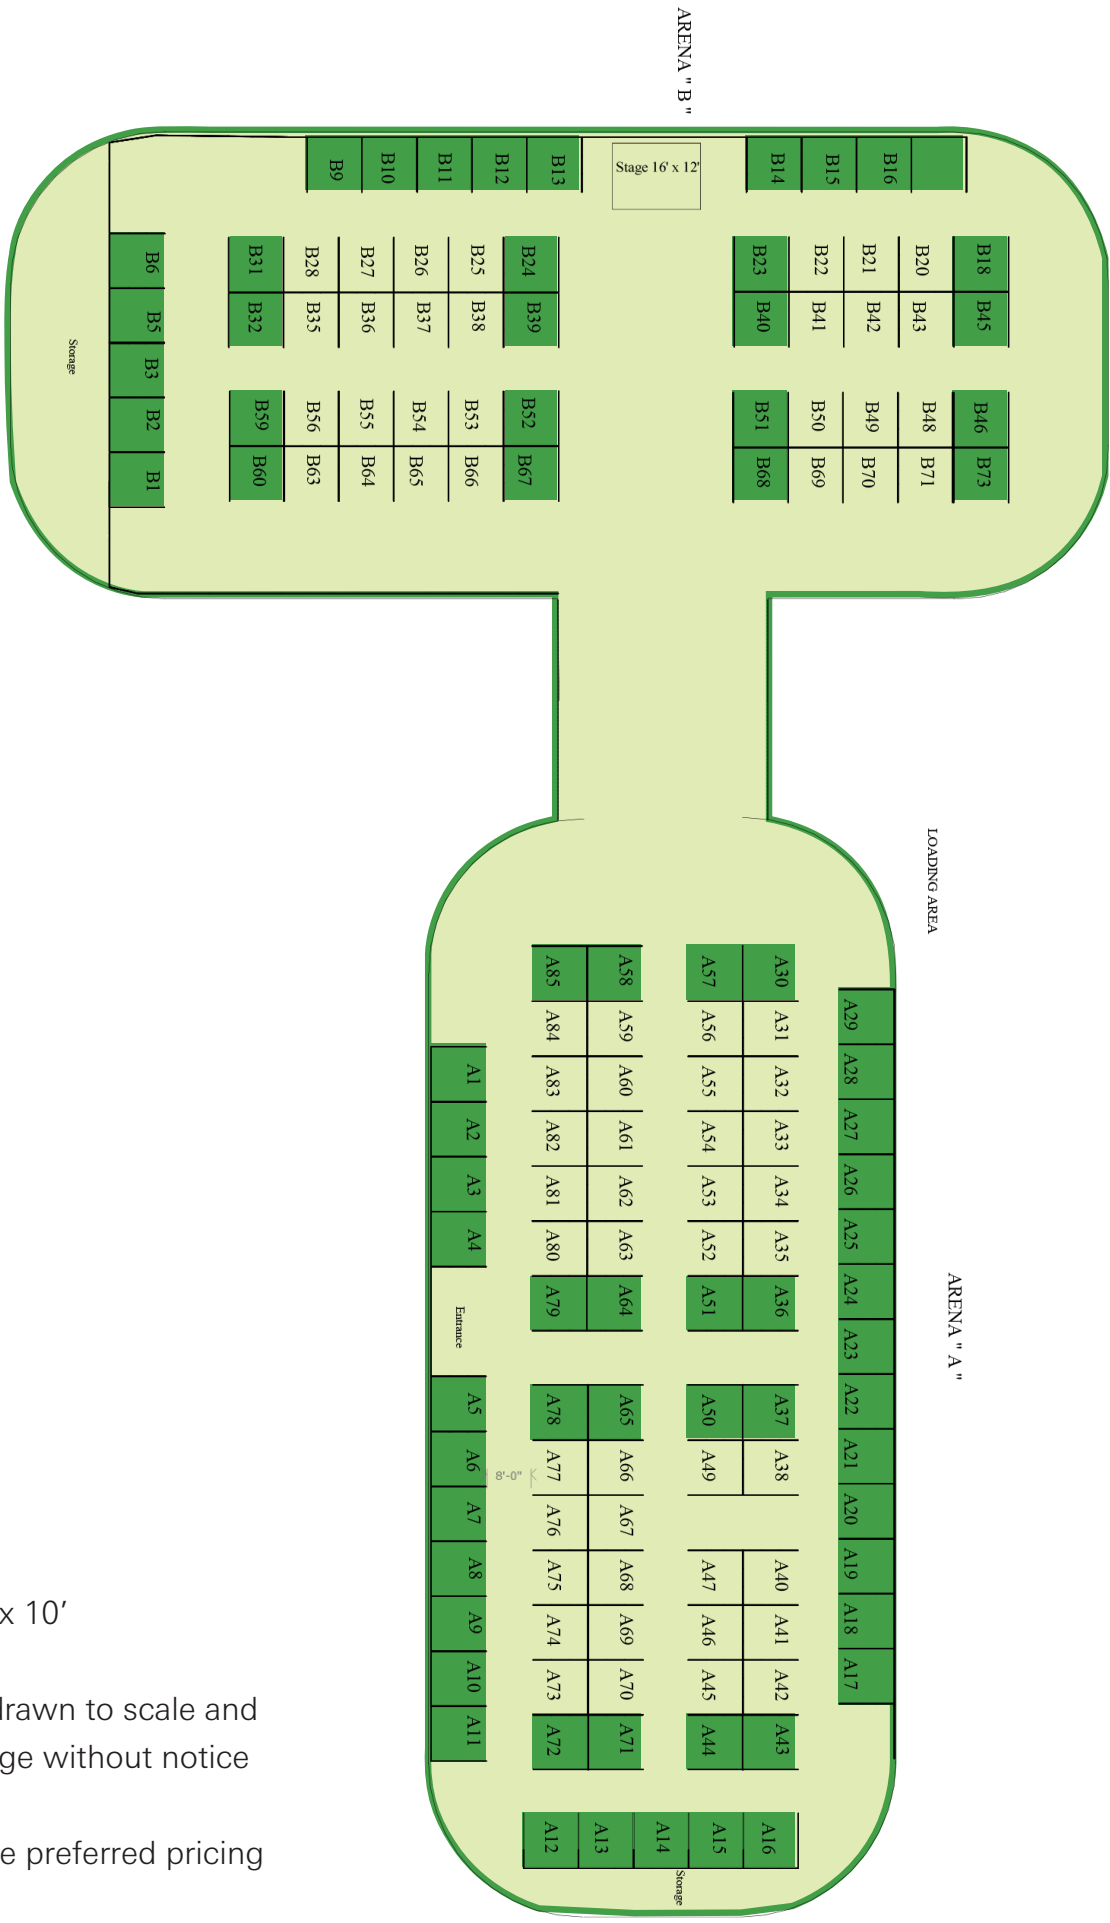 ARENA " B "
B9
B10
B11
B12
B13
Stage 16' x 12'
B14
B15
B16
B6
B5
B3
B2
B1
Storage
B31
B28
B27
B26
B25
B24
B32
B35
B36
B37
B38
B39
B23
B22
B21
B20
B18
B40
B41
B42
B43
B45
B59
B56
B55
B54
B53
B52
B60
B63
B64
B65
B66
B67
B51
B50
B49
B48
B46
B68
B69
B70
B71
B73
LOADING AREA
ARENA " A "
A85
A58
A57
A30
A84
A59
A56
A31
A83
A60
A55
A32
A82
A61
A54
A33
A81
A62
A53
A34
A80
A63
A52
A35
A79
A64
A51
A36
A78
A65
A50
A37
A77
A66
A49
A38
A76
A67
A75
A68
A47
A40
A74
A69
A46
A41
A73
A70
A45
A42
A72
A71
A44
A43
A1
A2
A3
A4
Entrance
A5
A6
A7
A8
A9
A10
A11
8'-0"
A29
A28
A27
A26
A25
A24
A23
A22
A21
A20
A19
A18
A17
A12
A13
A14
A15
A16
Storage
x 10’
drawn to scale and
ge without notice
e preferred pricing